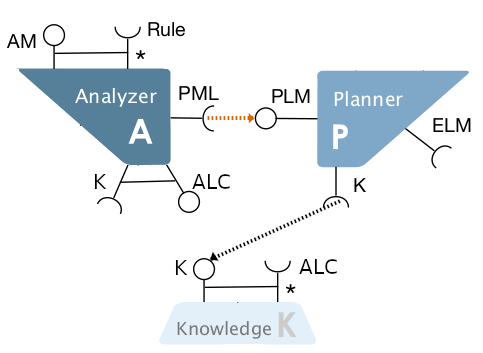 AM
Rule
*
Analyzer
A
PML
PLM
Planner
P
ELM
K
ALC
K
K
ALC
*
Knowledge K